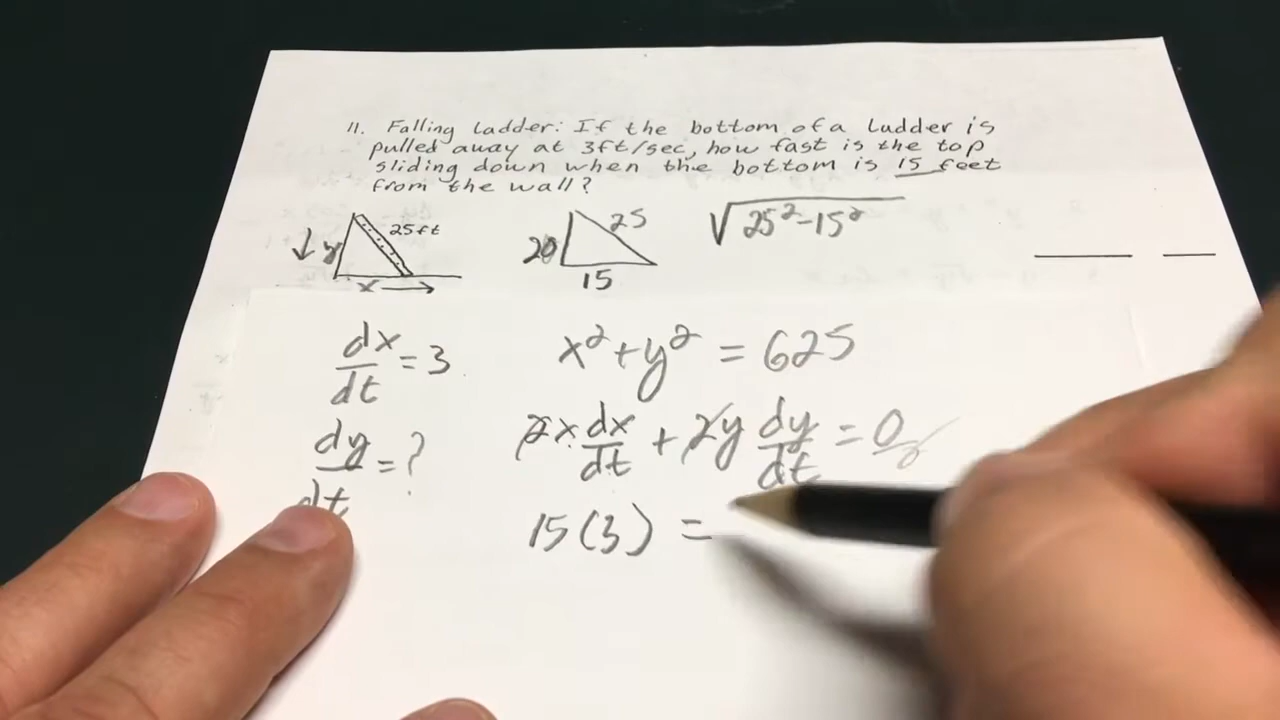 11. Falling ladder: If the bottom of a ladder is
pulled away at 3ft/sec, how fast is the top
sliding down when the bottom is 15 feet
from the wall?
↓ y 25ft
x →
20 25
15
√25²-15²
dx/dt = 3
x² + y² = 625
dy/dt = ?
2x dx/dt + 2y dy/dt = 0
15(3) =